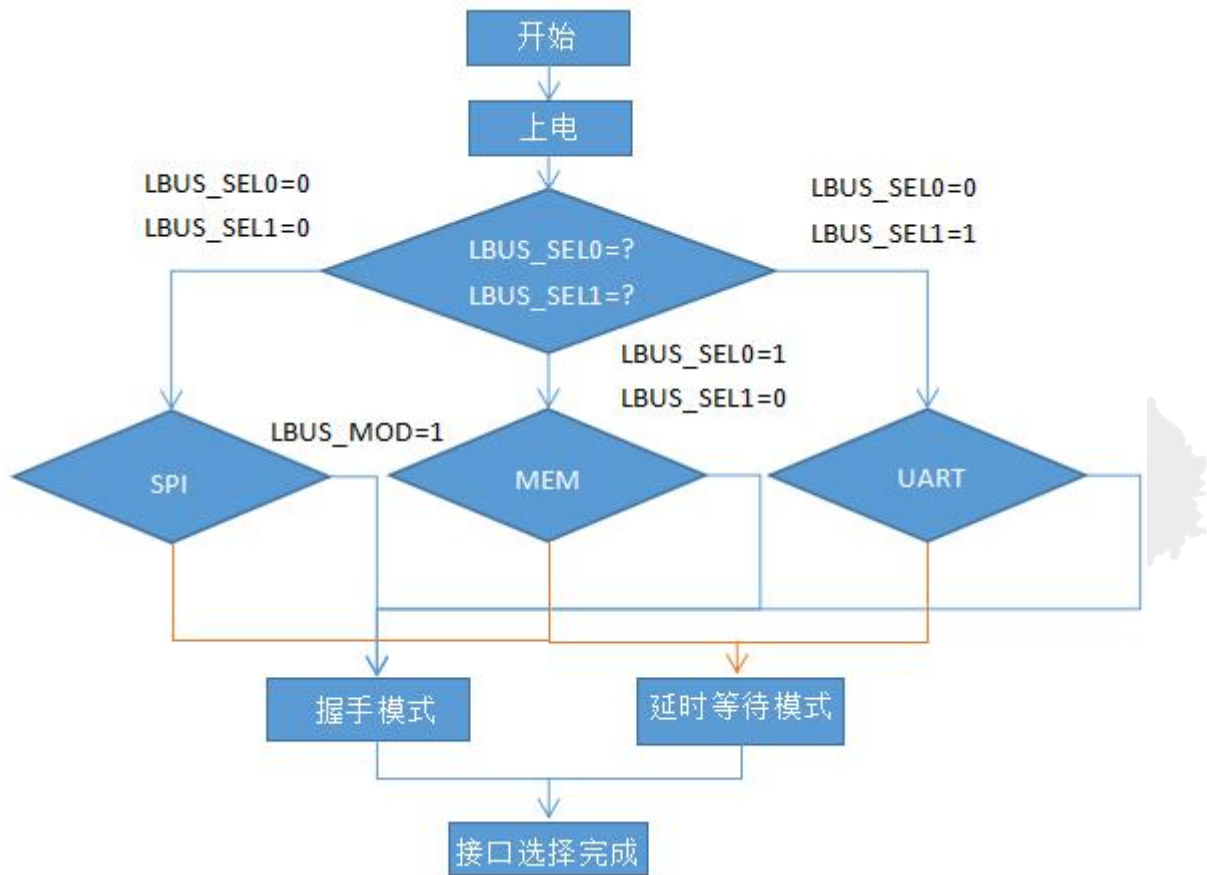 开始
上电
LBUS_SEL0=0
LBUS_SEL1=0
LBUS_SEL0=?
LBUS_SEL1=?
LBUS_SEL0=0
LBUS_SEL1=1
LBUS_SEL0=1
LBUS_SEL1=0
SPI
LBUS_MOD=1
MEM
UART
握手模式
延时等待模式
接口选择完成